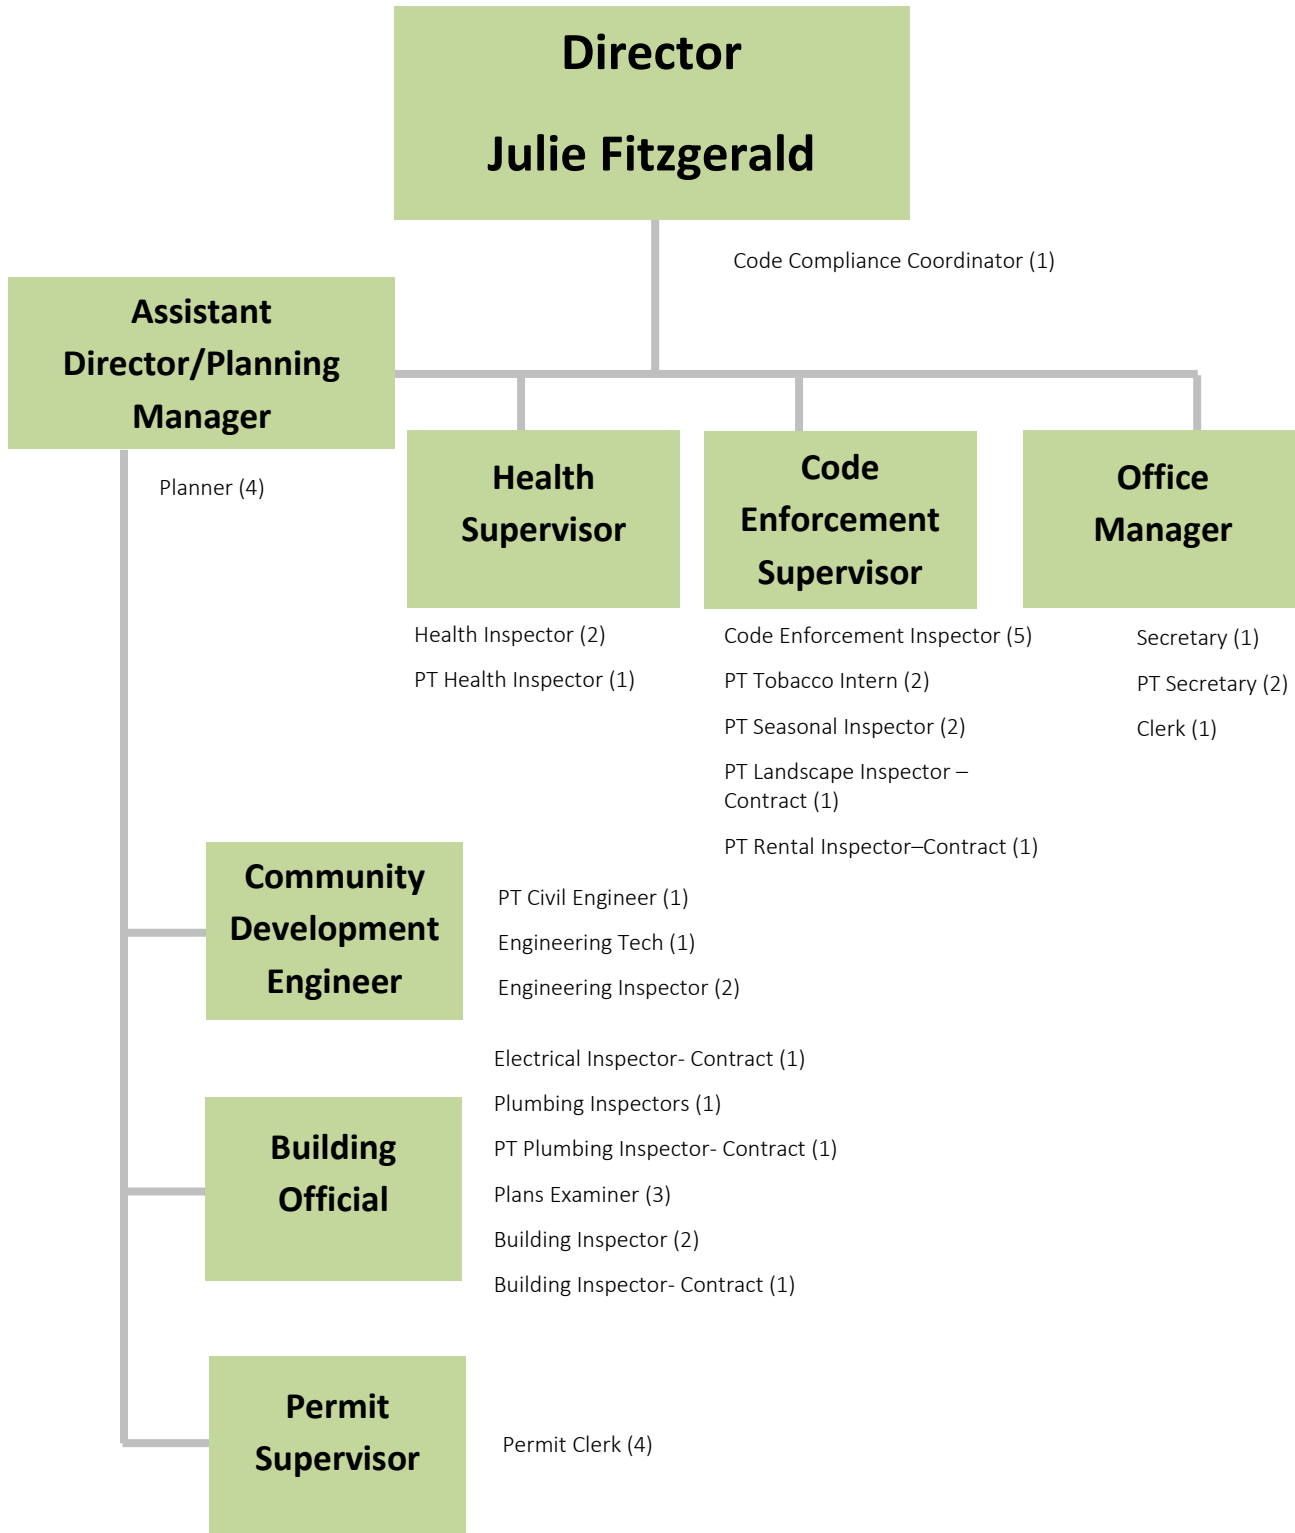 Director
Julie Fitzgerald
Code Compliance Coordinator (1)
Assistant
Director/Planning
Manager
Planner (4)
Health
Supervisor
Health Inspector (2)
PT Health Inspector (1)
Code
Enforcement
Supervisor
Code Enforcement Inspector (5)
PT Tobacco Intern (2)
PT Seasonal Inspector (2)
PT Landscape Inspector –
Contract (1)
PT Rental Inspector–Contract (1)
Office
Manager
Secretary (1)
PT Secretary (2)
Clerk (1)
Community
Development
Engineer
PT Civil Engineer (1)
Engineering Tech (1)
Engineering Inspector (2)
Building
Official
Electrical Inspector- Contract (1)
Plumbing Inspectors (1)
PT Plumbing Inspector- Contract (1)
Plans Examiner (3)
Building Inspector (2)
Building Inspector- Contract (1)
Permit
Supervisor
Permit Clerk (4)